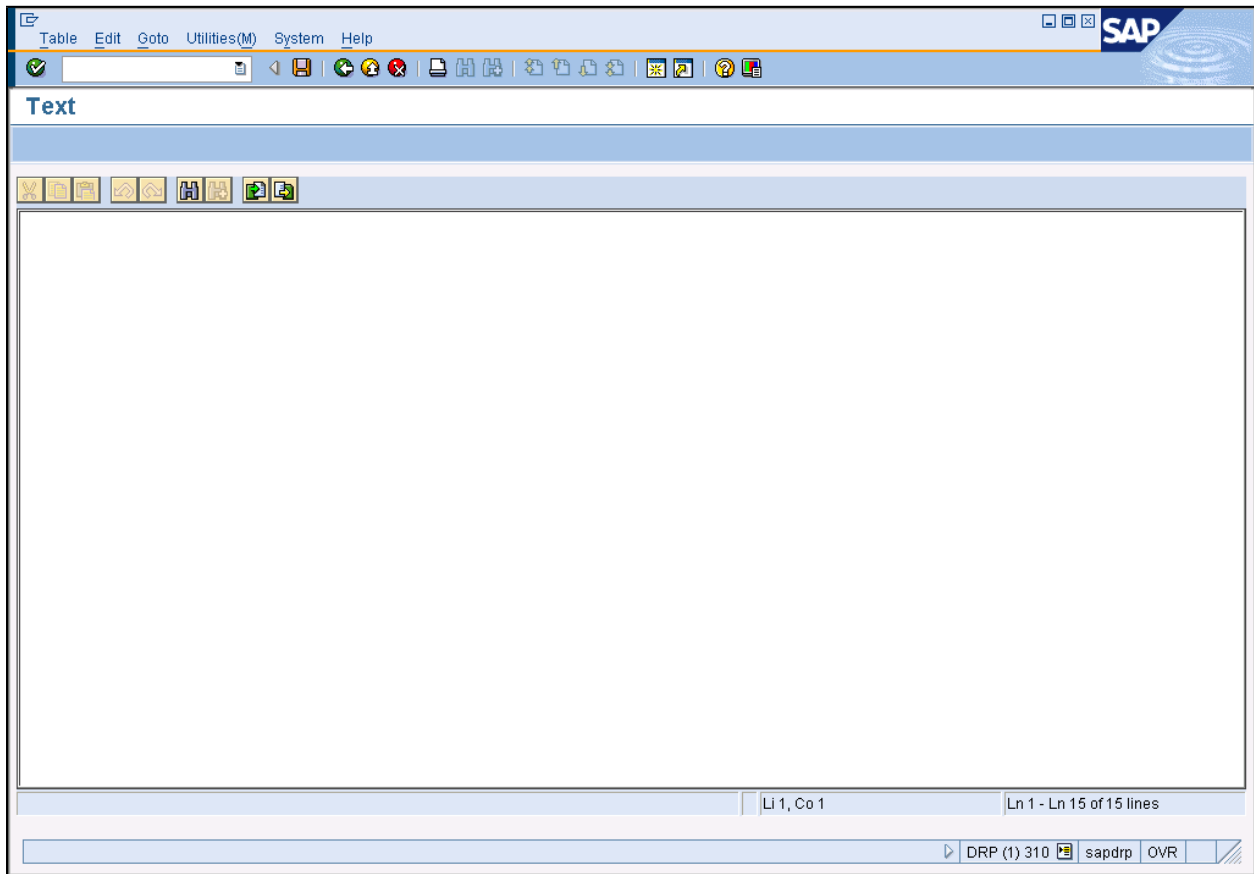 Table Edit Goto Utilities(M) System Help
SAP
Text
Li 1, Co 1 Ln 1 - Ln 15 of 15 lines
DRP (1) 310 sapdrp OVR